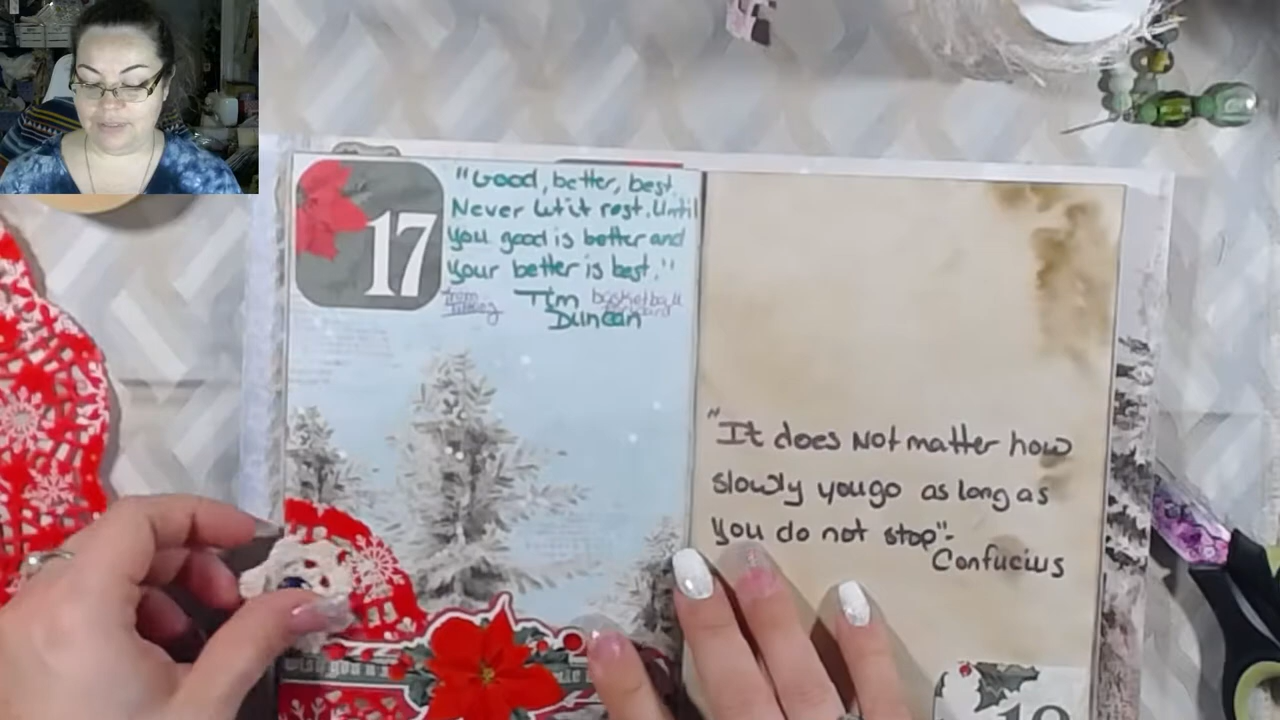 17
"Good, better, best.
Never let it rest. Until
you good is better and
your better is best."
Tim basketball
Duncan
"It does Not matter how
slowly you go as long as
you do not stop"-
Confucius